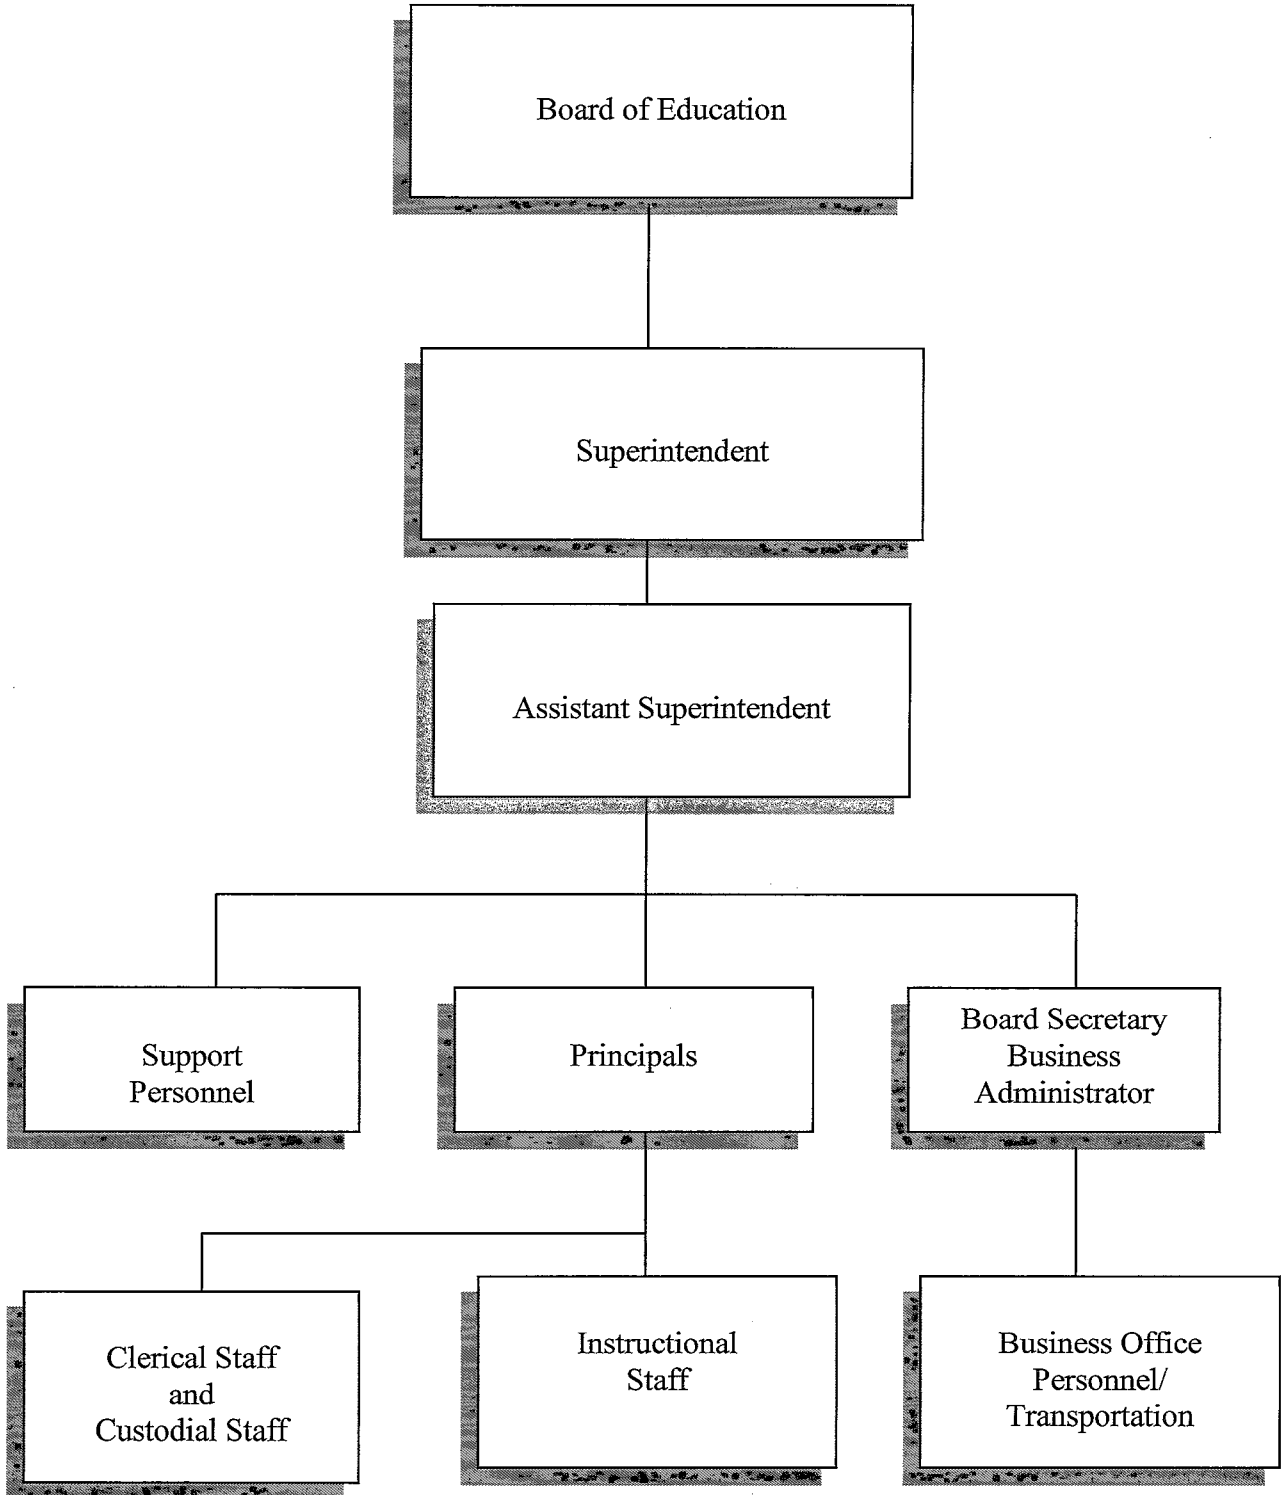 Board of Education
Superintendent
Assistant Superintendent
Support
Personnel
Principals
Board Secretary
Business
Administrator
Clerical Staff
and
Custodial Staff
Instructional
Staff
Business Office
Personnel/
Transportation